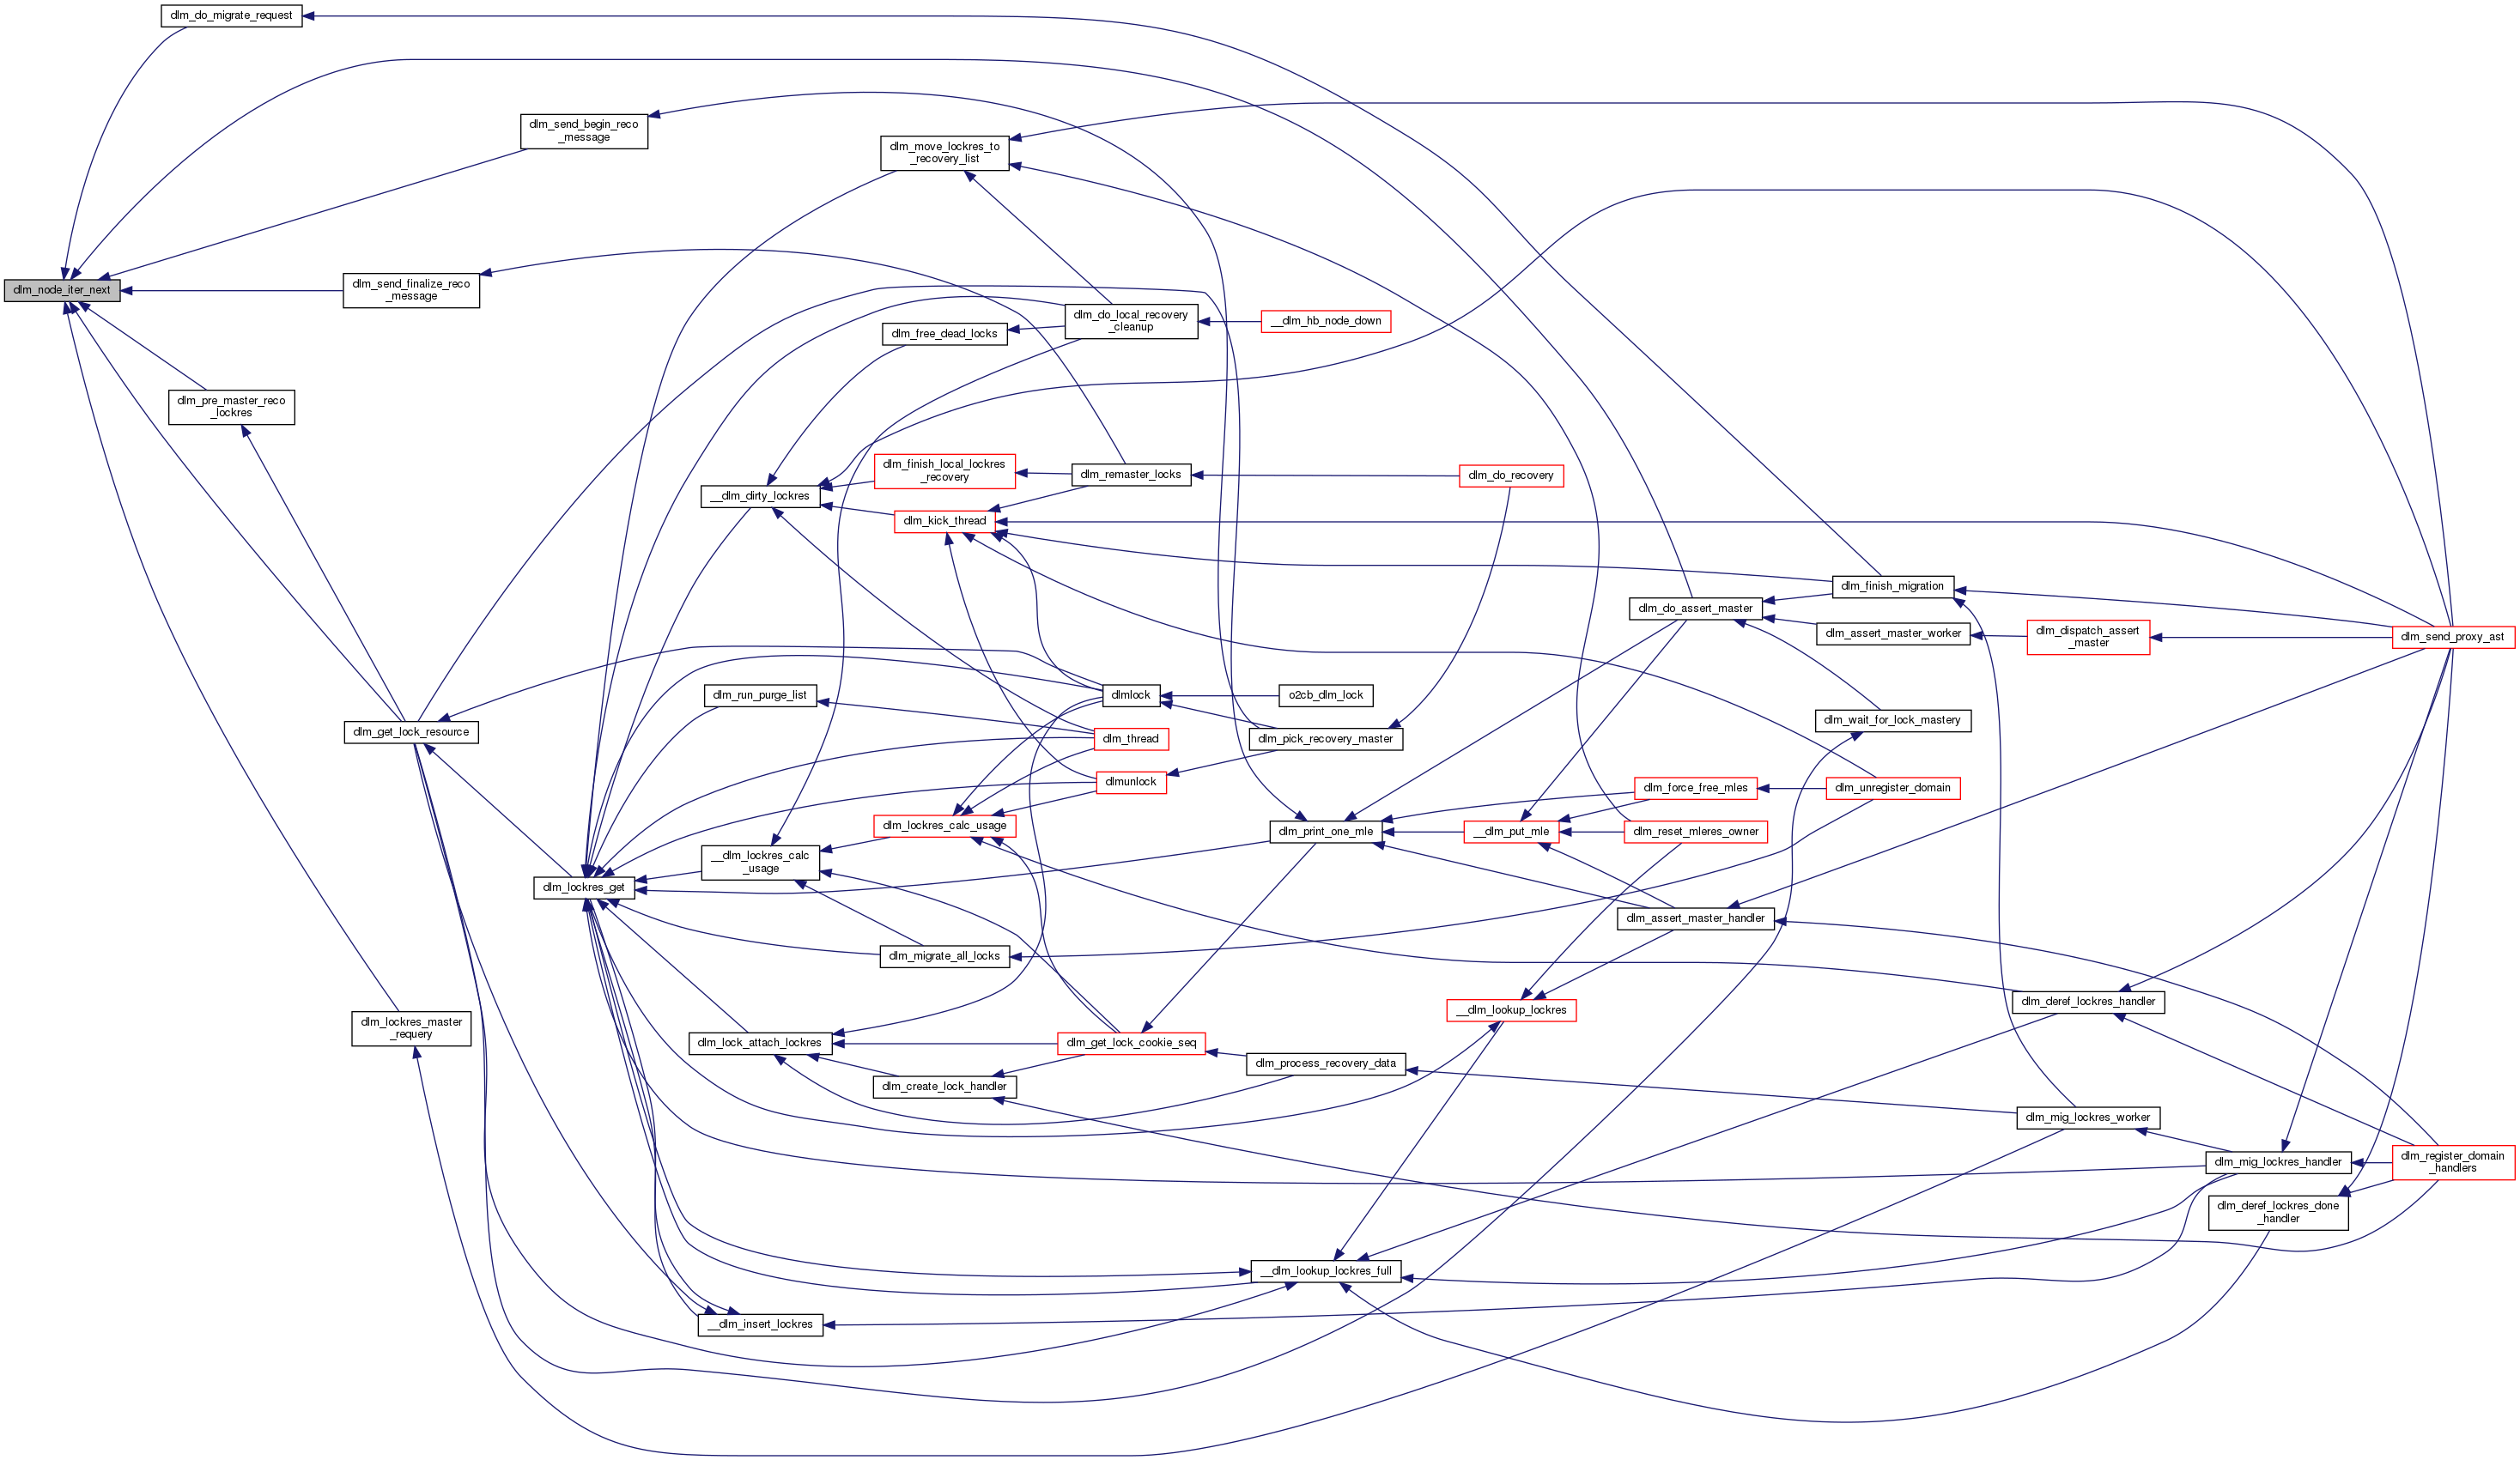 dlm_do_migrate_request
dlm_send_begin_reco
_message
dlm_move_lockres_to
_recovery_list
dlm_node_iter_next
dlm_send_finalize_reco
_message
dlm_do_local_recovery
_cleanup
__dlm_hb_node_down
dlm_free_dead_locks
dlm_pre_master_reco
_lockres
dlm_finish_local_lockres
_recovery
dlm_remaster_locks
dlm_do_recovery
__dlm_dirty_lockres
dlm_kick_thread
dlm_finish_migration
dlm_do_assert_master
dlm_assert_master_worker
dlm_dispatch_assert
_master
dlm_send_proxy_ast
dlm_run_purge_list
dlmlock
o2cb_dlm_lock
dlm_wait_for_lock_mastery
dlm_get_lock_resource
dlm_thread
dlm_pick_recovery_master
dlmunlock
dlm_force_free_mles
dlm_unregister_domain
dlm_lockres_calc_usage
dlm_print_one_mle
__dlm_put_mle
dlm_reset_mleres_owner
__dlm_lockres_calc
_usage
dlm_lockres_get
dlm_assert_master_handler
dlm_migrate_all_locks
dlm_lockres_master
_requery
__dlm_lookup_lockres
dlm_deref_lockres_handler
dlm_lock_attach_lockres
dlm_get_lock_cookie_seq
dlm_process_recovery_data
dlm_create_lock_handler
dlm_mig_lockres_worker
dlm_mig_lockres_handler
dlm_register_domain
_handlers
dlm_deref_lockres_done
_handler
__dlm_lookup_lockres_full
__dlm_insert_lockres